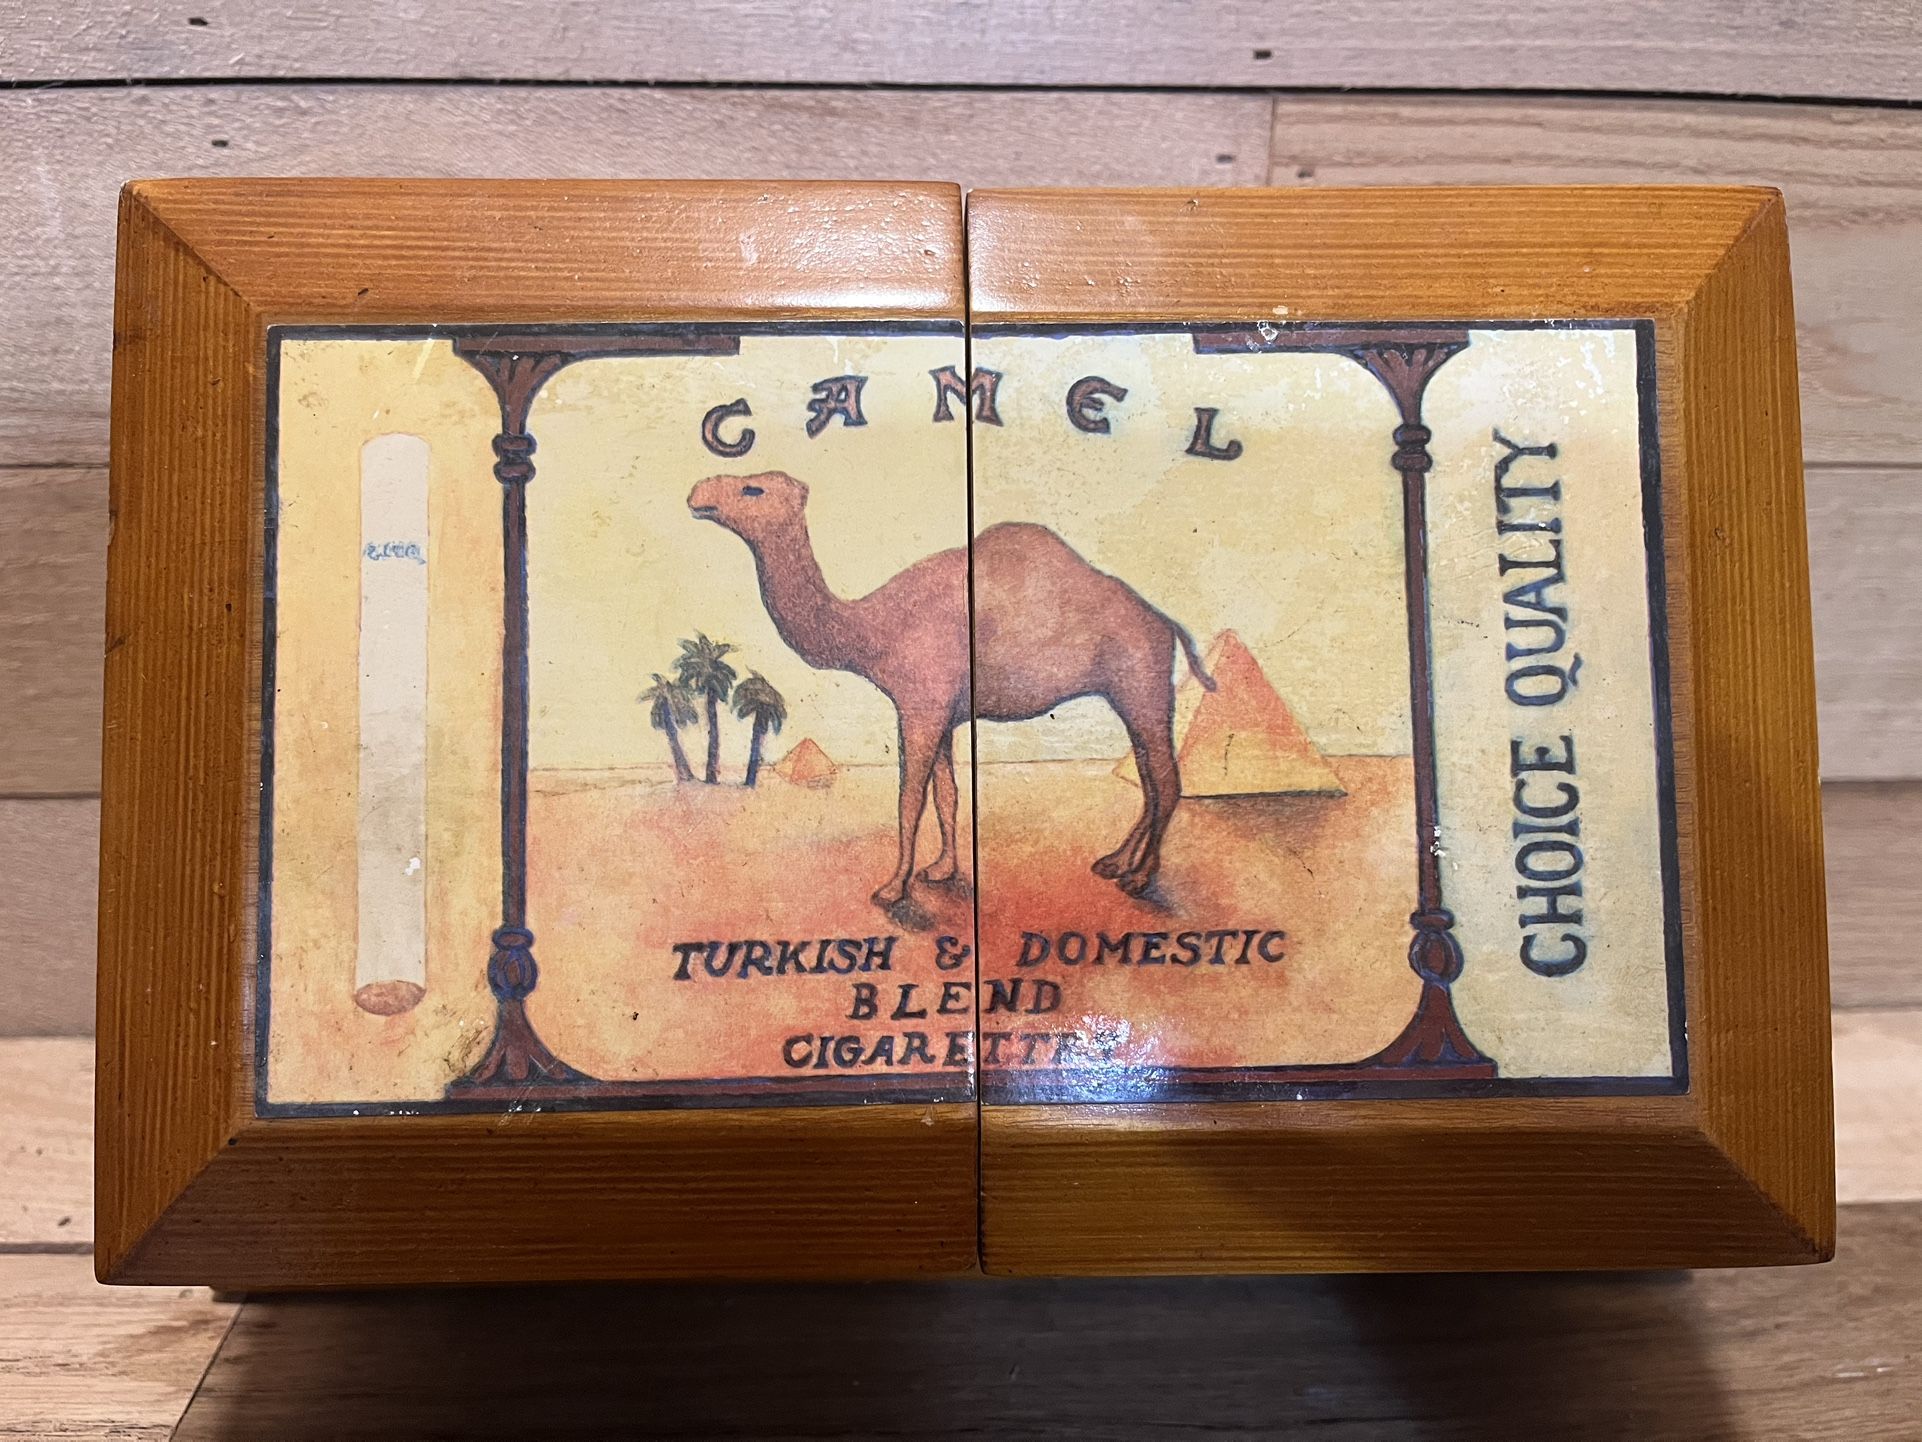 CAMEL
TURKISH & DOMESTIC
BLEND
CIGARETTES
CHOICE QUALITY